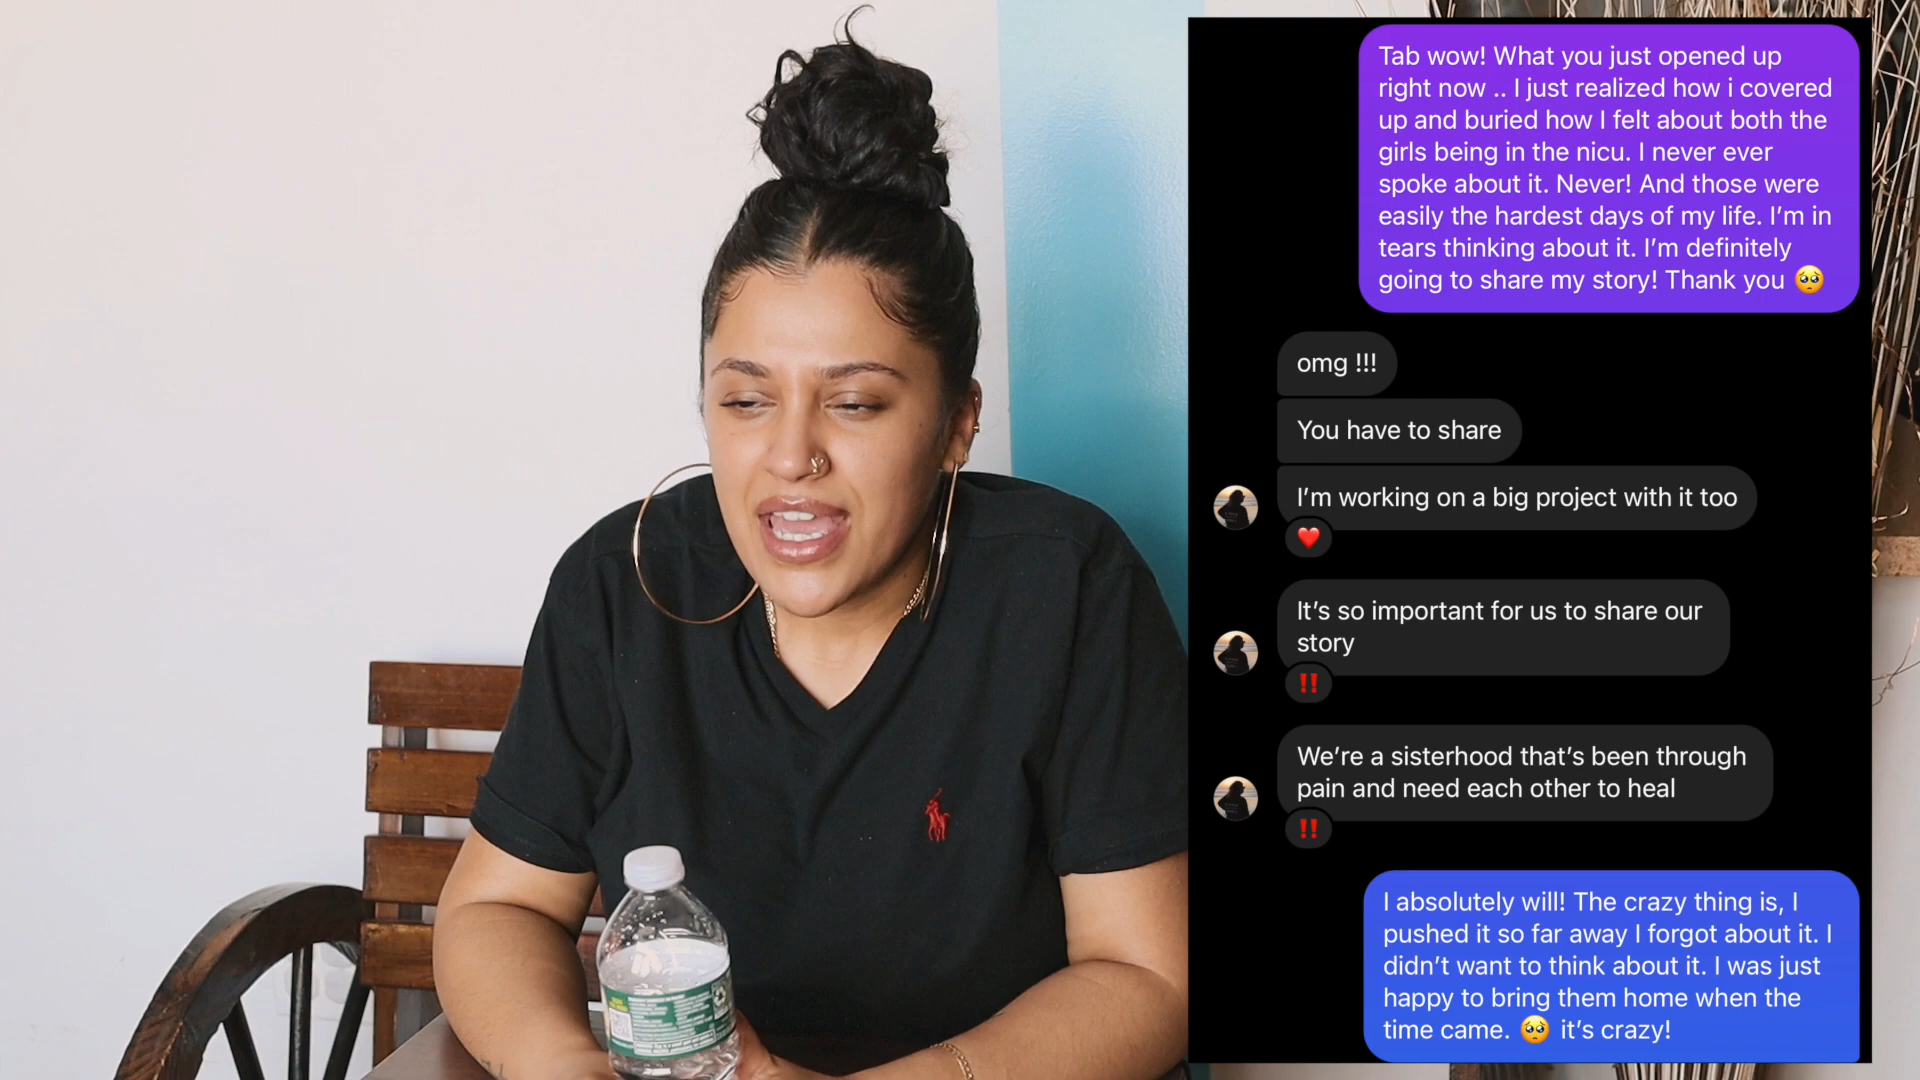 Tab wow! What you just opened up
right now .. I just realized how i covered
up and buried how I felt about both the
girls being in the nicu. I never ever
spoke about it. Never! And those were
easily the hardest days of my life. I’m in
tears thinking about it. I’m definitely
going to share my story! Thank you 🥺
omg !!!
You have to share
I’m working on a big project with it too
❤️
It’s so important for us to share our
story
‼️
We’re a sisterhood that’s been through
pain and need each other to heal
‼️
I absolutely will! The crazy thing is, I
pushed it so far away I forgot about it. I
didn’t want to think about it. I was just
happy to bring them home when the
time came. 🥺 it’s crazy!